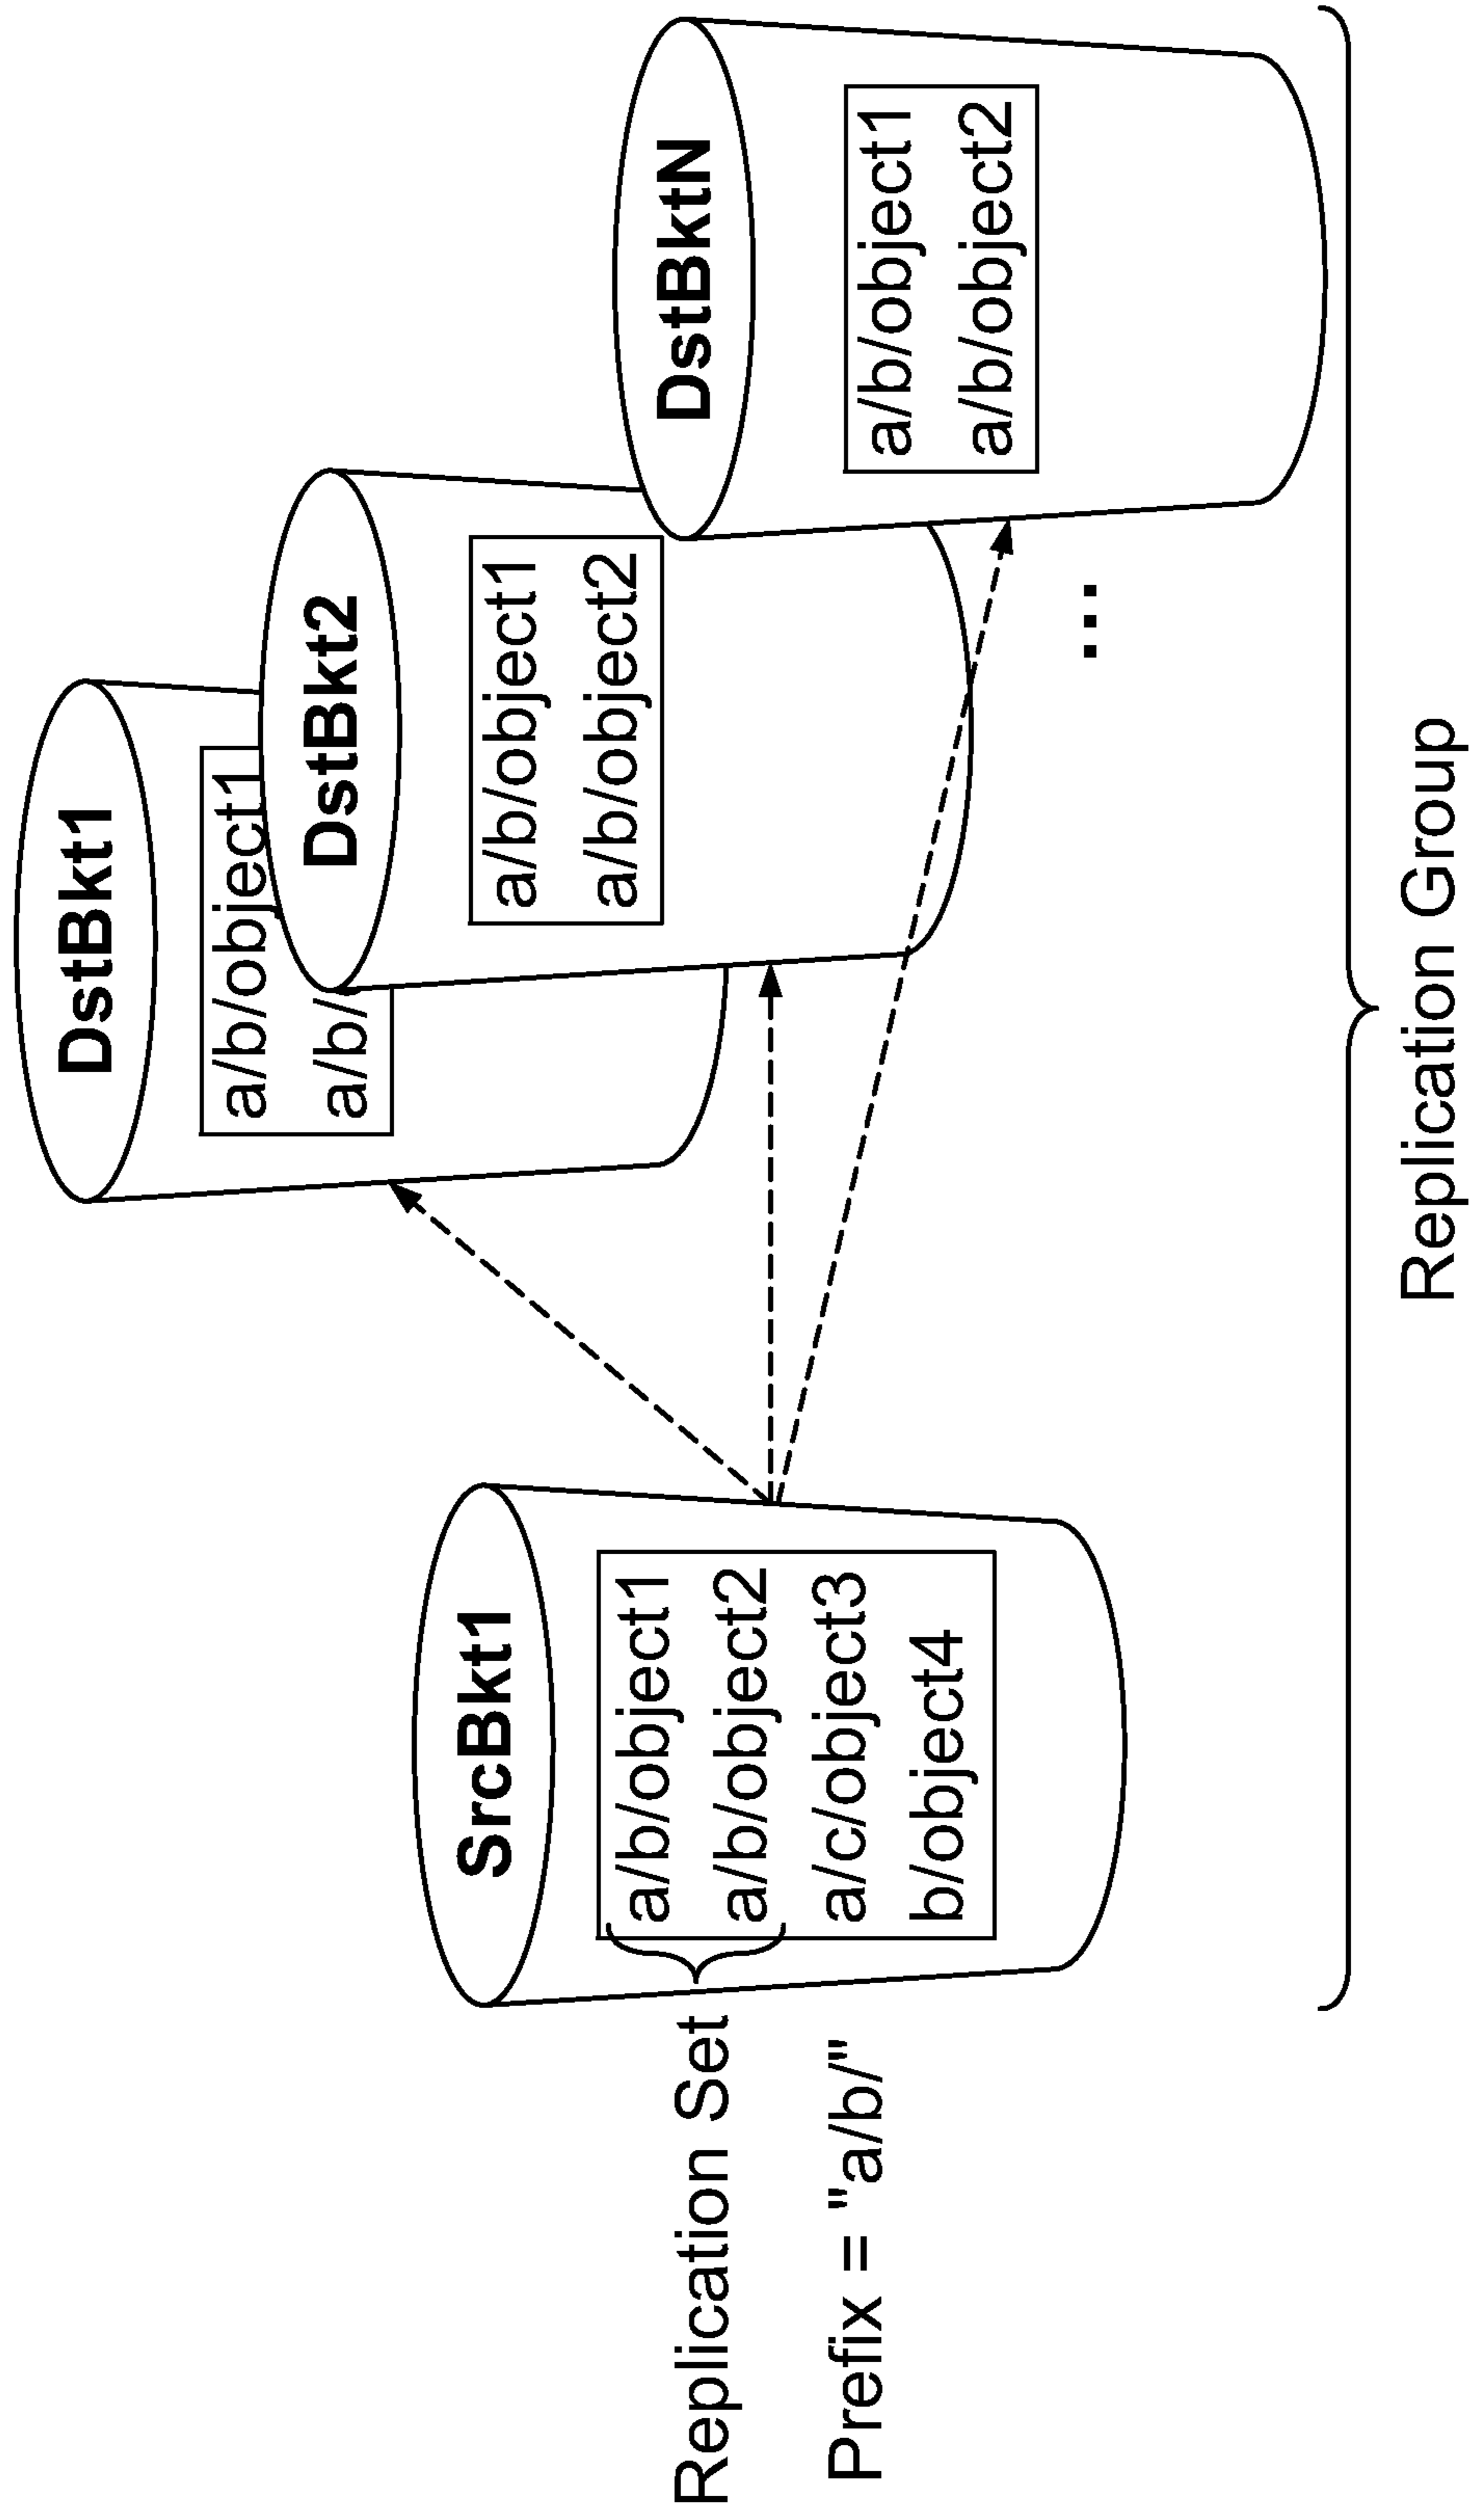 DstBkt1
a/b/object1
a/b/
DstBkt2
a/b/object1
a/b/object2
DstBktN
a/b/object1
a/b/object2
...
SrcBkt1
a/b/object1
a/b/object2
a/c/object3
b/object4
Replication Set
Prefix = "a/b/"
Replication Group